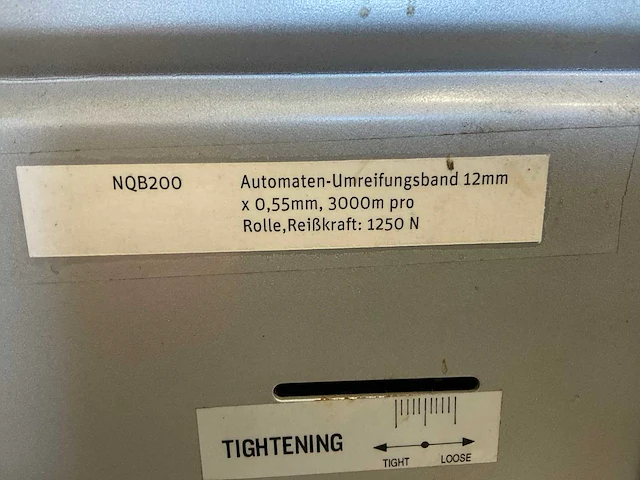 NQB200 Automaten-Umreifungsband 12mm
x 0,55mm, 3000m pro
Rolle,Reißkraft: 1250 N
TIGHTENING
TIGHT LOOSE